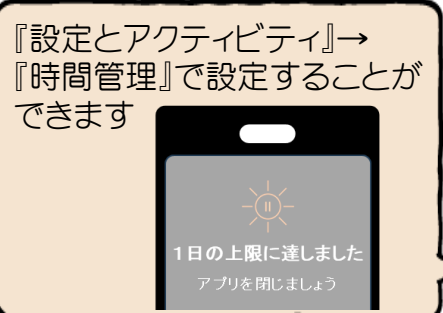 『設定とアクティビティ』→
『時間管理』で設定することが
できます
1日の上限に達しました
アプリを閉じましょう